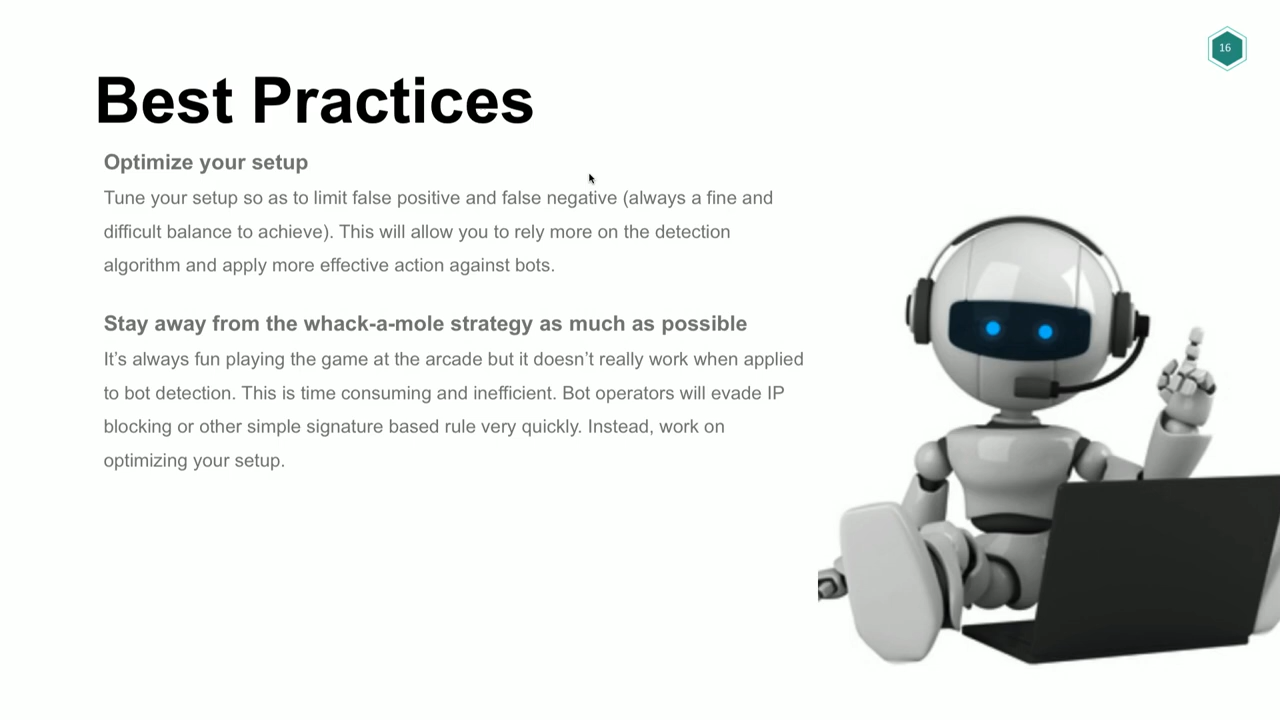 16
Best Practices
Optimize your setup
Tune your setup so as to limit false positive and false negative (always a fine and
difficult balance to achieve). This will allow you to rely more on the detection
algorithm and apply more effective action against bots.
Stay away from the whack-a-mole strategy as much as possible
It’s always fun playing the game at the arcade but it doesn’t really work when applied
to bot detection. This is time consuming and inefficient. Bot operators will evade IP
blocking or other simple signature based rule very quickly. Instead, work on
optimizing your setup.